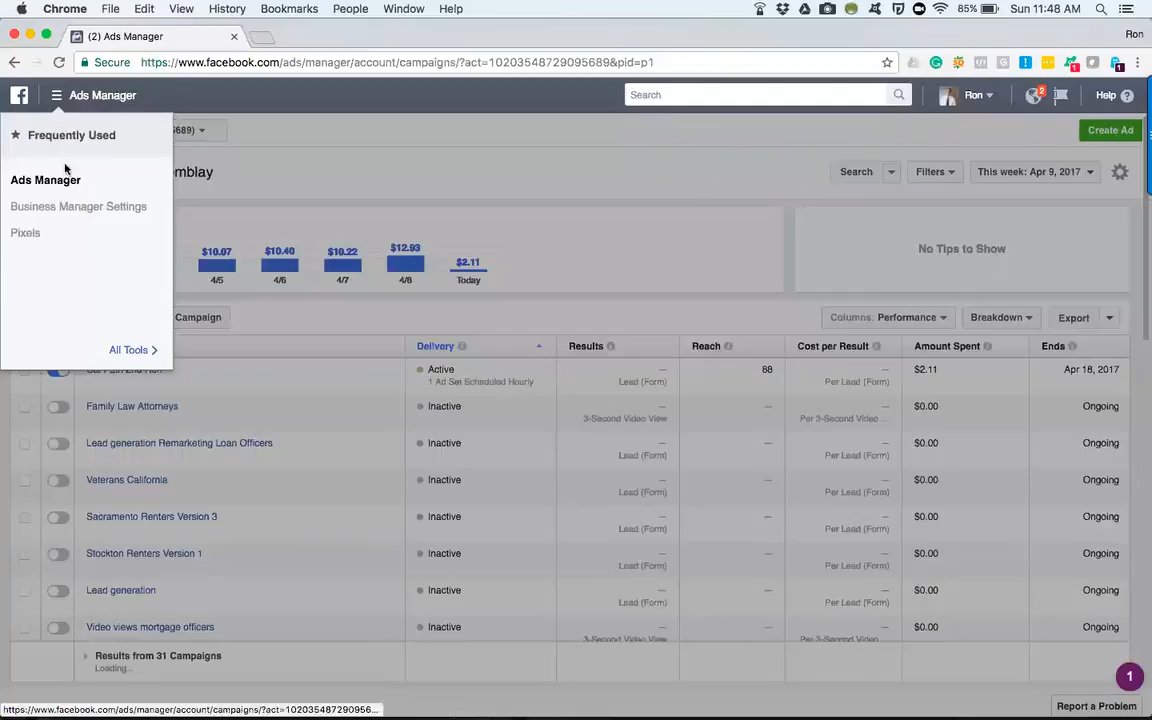 Chrome File Edit View History Bookmarks People Window Help 85% Sun 11:48 AM
(2) Ads Manager Ron
Secure https://www.facebook.com/ads/manager/account/campaigns/?act=10203548729095689&pid=p1
Ads Manager Search Ron 2 Help
Frequently Used
5689) Create Ad
emblay Search Filters This week: Apr 9, 2017
Ads Manager
Business Manager Settings
Pixels
$10.07 $10.40 $10.22 $12.93 $2.11
4/5 4/6 4/7 4/8 Today
No Tips to Show
Campaign Columns: Performance Breakdown Export
All Tools
Delivery Results Reach Cost per Result Amount Spent Ends
Active — 88 — $2.11 Apr 18, 2017
1 Ad Set Scheduled Hourly Lead (Form) Per Lead (Form)
Family Law Attorneys Inactive — — — $0.00 Ongoing
3-Second Video View Per 3-Second Video ...
Lead generation Remarketing Loan Officers Inactive — — — $0.00 Ongoing
Lead (Form) Per Lead (Form)
Veterans California Inactive — — — $0.00 Ongoing
Lead (Form) Per Lead (Form)
Sacramento Renters Version 3 Inactive — — — $0.00 Ongoing
Lead (Form) Per Lead (Form)
Stockton Renters Version 1 Inactive — — — $0.00 Ongoing
Lead (Form) Per Lead (Form)
Lead generation Inactive — — — $0.00 Ongoing
Lead (Form) Per Lead (Form)
Video views mortgage officers Inactive — — — $0.00 Ongoing
3-Second Video View Per 3-Second Video ...
Results from 31 Campaigns
Loading...
1
https://www.facebook.com/ads/manager/account/campaigns/?act=102035487290956...
Report a Problem